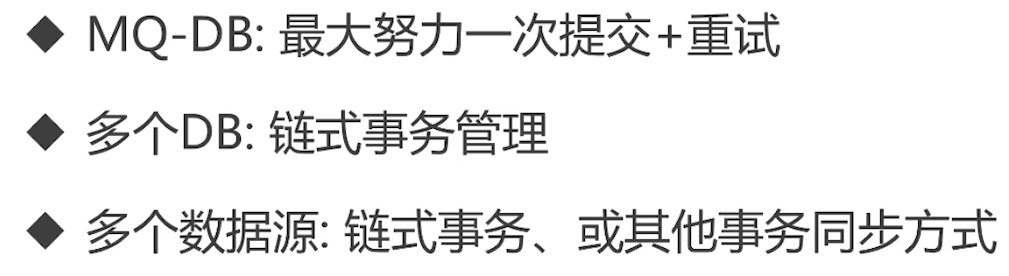 ◆ MQ-DB: 最大努力一次提交+重试
◆ 多个DB: 链式事务管理
◆ 多个数据源: 链式事务、或其他事务同步方式